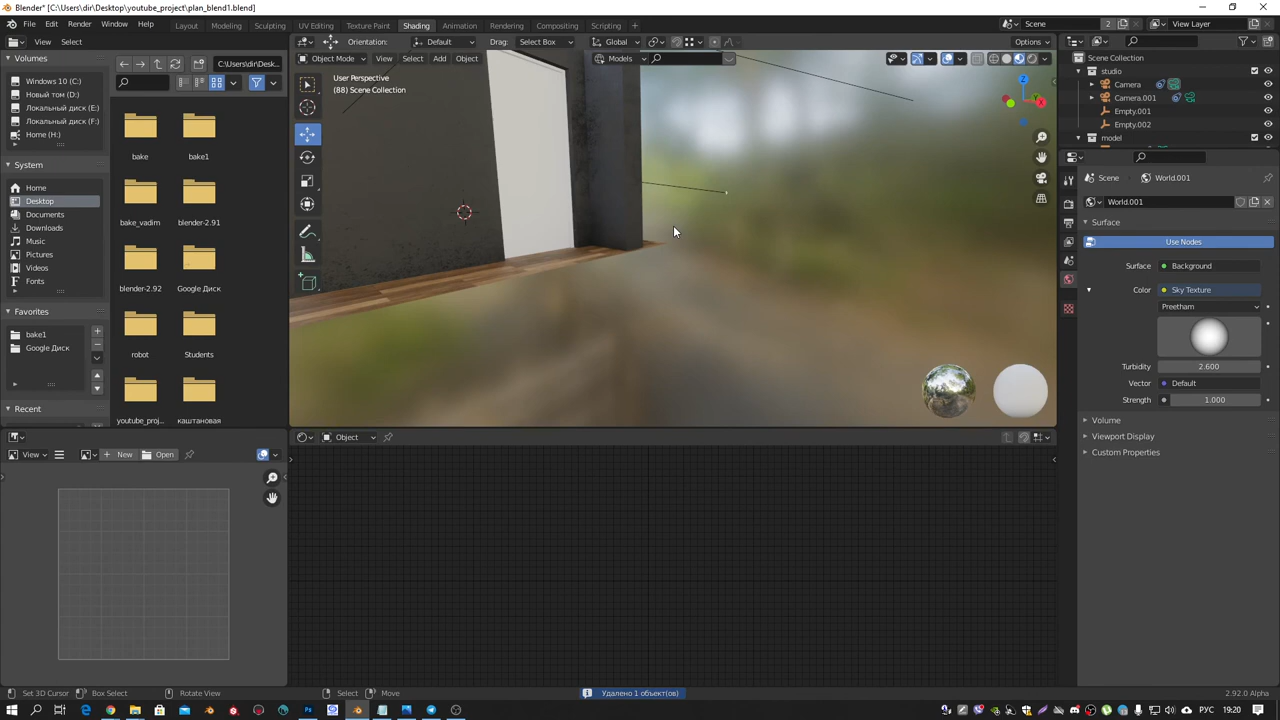 Blender* [C:\Users\dir\Desktop\youtube_project\plan_blend1.blend]
File Edit Render Window Help Layout Modeling Sculpting UV Editing Texture Paint Shading Animation Rendering Compositing Scripting Scene 2 View Layer
View Select Orientation: Default Drag: Select Box Global Options
Volumes C:\Users\dir\Desk... Object Mode View Select Add Object Models Scene Collection
Windows 10 (C:)
Новый том (D:)
Локальный диск (E:)
Локальный диск (F:)
Home (H:)
System
Home
Desktop
Documents
Downloads
Music
Pictures
Videos
Fonts
Favorites
bake1
Google Диск
Recent
bake bake1
bake_vadim blender-2.91
blender-2.92 Google Диск
robot Students
youtube_proj... каштановая
User Perspective
(88) Scene Collection
X
studio
Camera
Camera.001
Empty.001
Empty.002
model
Scene World.001
World.001
Surface
Use Nodes
Surface Background
Color Sky Texture
Preetham
Turbidity 2.600
Vector Default
Strength 1.000
Volume
Viewport Display
Custom Properties
Object
View New Open
Set 3D Cursor Box Select Rotate View Select Move Удалено 1 объект(ов) 2.92.0 Alpha
РУС 19:20